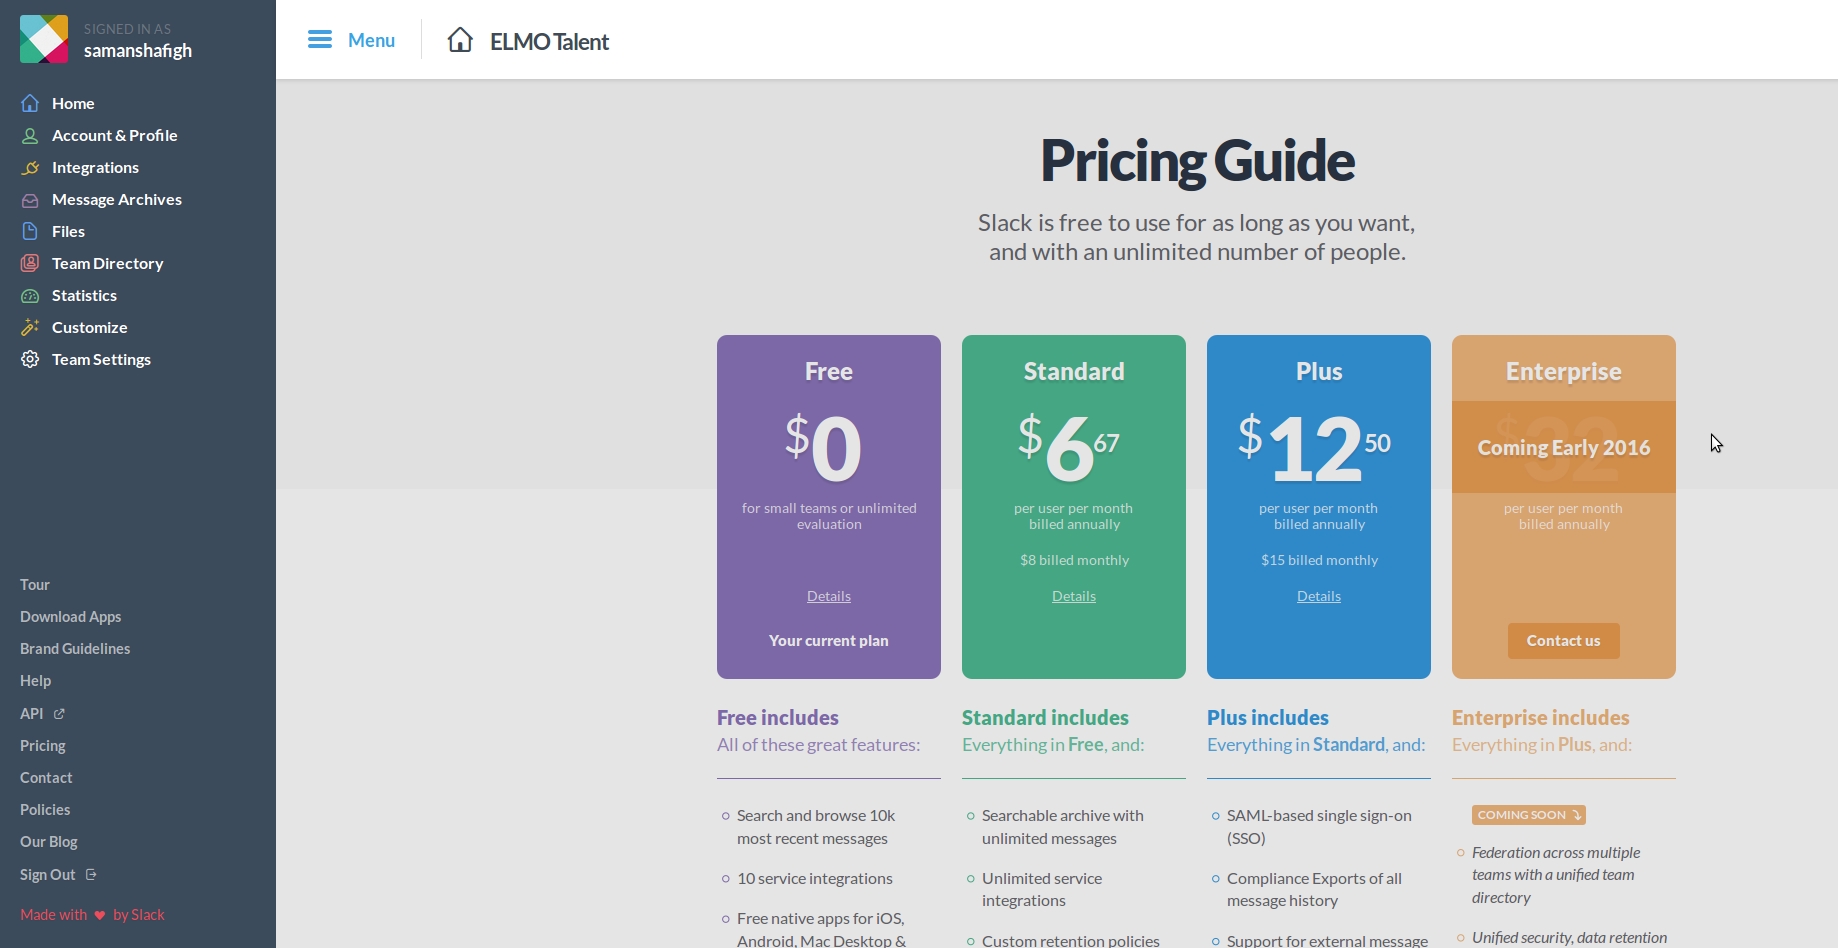 SIGNED IN AS
samanshafigh
Home
Account & Profile
Integrations
Message Archives
Files
Team Directory
Statistics
Customize
Team Settings
Tour
Download Apps
Brand Guidelines
Help
API
Pricing
Contact
Policies
Our Blog
Sign Out
Made with ♥ by Slack
Menu
ELMO Talent
Pricing Guide
Slack is free to use for as long as you want,
and with an unlimited number of people.
Free
$0
for small teams or unlimited
evaluation
Details
Your current plan
Standard
$6 67
per user per month
billed annually
$8 billed monthly
Details
Plus
$12 50
per user per month
billed annually
$15 billed monthly
Details
Enterprise
$32
Coming Early 2016
per user per month
billed annually
Contact us
Free includes
All of these great features:
Search and browse 10k
most recent messages
10 service integrations
Free native apps for iOS,
Android, Mac Desktop &
Standard includes
Everything in Free, and:
Searchable archive with
unlimited messages
Unlimited service
integrations
Custom retention policies
Plus includes
Everything in Standard, and:
SAML-based single sign-on
(SSO)
Compliance Exports of all
message history
Support for external message
Enterprise includes
Everything in Plus, and:
COMING SOON
Federation across multiple
teams with a unified team
directory
Unified security, data retention